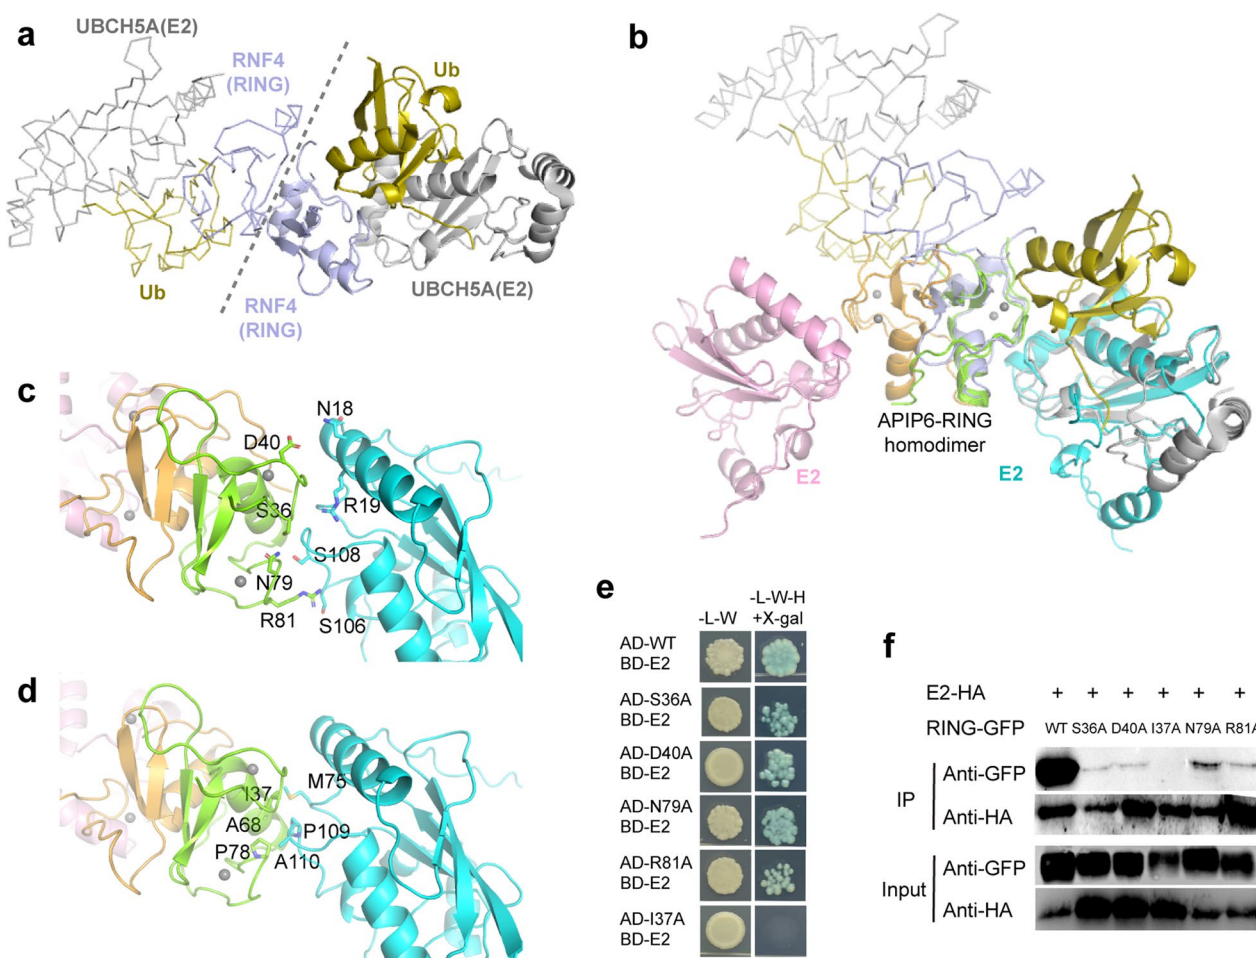 a
UBCH5A(E2)
RNF4
(RING)
Ub
Ub
RNF4
(RING)
UBCH5A(E2)
b
APIP6-RING
homodimer
E2
E2
c
N18
D40
S36
R19
S108
N79
R81
S106
d
I37
M75
A68
P109
P78
A110
e
-L-W
-L-W-H
+X-gal
AD-WT
BD-E2
AD-S36A
BD-E2
AD-D40A
BD-E2
AD-N79A
BD-E2
AD-R81A
BD-E2
AD-I37A
BD-E2
f
E2-HA + + + + + +
RING-GFP WT S36A D40A I37A N79A R81A
IP
Anti-GFP
Anti-HA
Input
Anti-GFP
Anti-HA